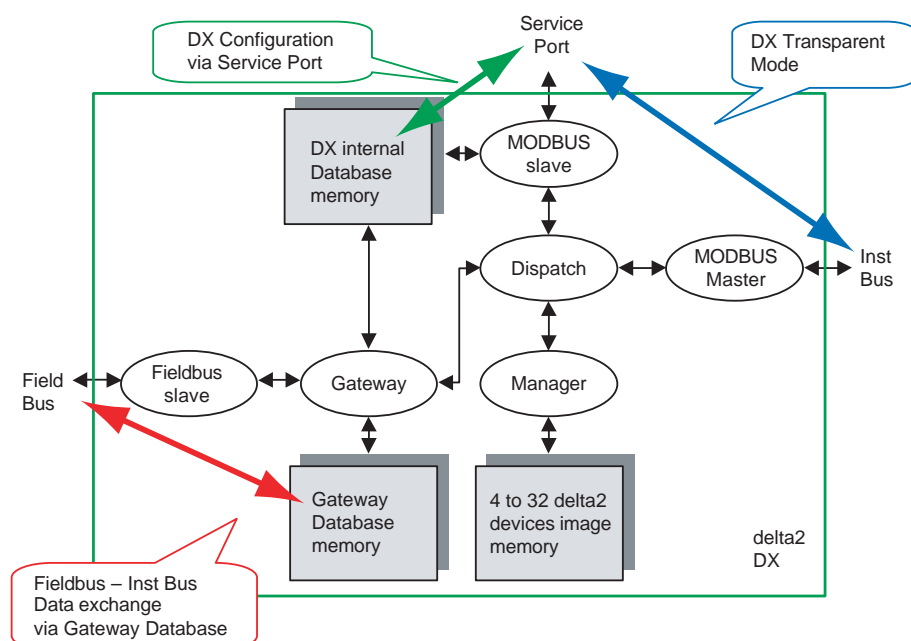 DX Configuration
via Service Port
Service
Port
DX Transparent
Mode
DX internal
Database
memory
MODBUS
slave
Dispatch
MODBUS
Master
Inst
Bus
Field
Bus
Fieldbus
slave
Gateway
Manager
Gateway
Database
memory
4 to 32 delta2
devices image
memory
delta2
DX
Fieldbus – Inst Bus
Data exchange
via Gateway Database